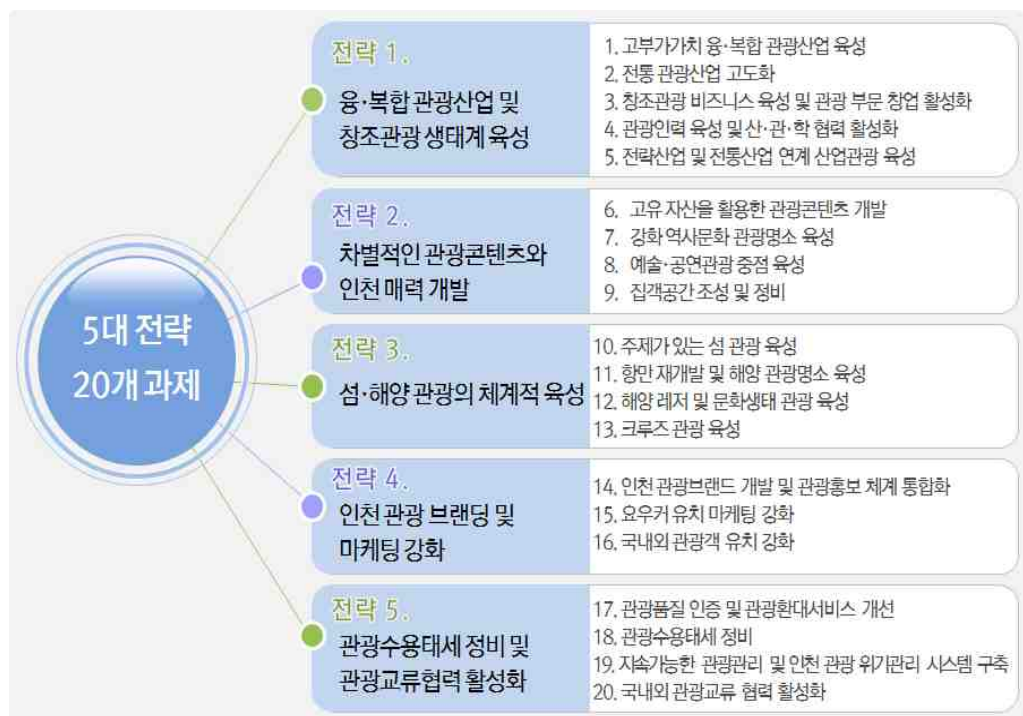 5대 전략
20개 과제
전략 1.
융·복합 관광산업 및
창조관광 생태계 육성
1. 고부가가치 융·복합 관광산업 육성
2. 전통 관광산업 고도화
3. 창조관광 비즈니스 육성 및 관광 부문 창업 활성화
4. 관광인력 육성 및 산·관·학 협력 활성화
5. 전략산업 및 전통산업 연계 산업관광 육성
전략 2.
차별적인 관광콘텐츠와
인천 매력 개발
6. 고유 자산을 활용한 관광콘텐츠 개발
7. 강화 역사문화 관광명소 육성
8. 예술·공연관광 중점 육성
9. 집객공간 조성 및 정비
전략 3.
섬·해양 관광의 체계적 육성
10. 주제가 있는 섬 관광 육성
11. 항만 재개발 및 해양 관광명소 육성
12. 해양 레저 및 문화생태 관광 육성
13. 크루즈 관광 육성
전략 4.
인천 관광 브랜딩 및
마케팅 강화
14. 인천 관광브랜드 개발 및 관광홍보 체계 통합화
15. 요우커 유치 마케팅 강화
16. 국내외 관광객 유치 강화
전략 5.
관광수용태세 정비 및
관광교류협력 활성화
17. 관광품질 인증 및 관광환대서비스 개선
18. 관광수용태세 정비
19. 지속가능한 관광관리 및 인천 관광 위기관리 시스템 구축
20. 국내외 관광교류 협력 활성화